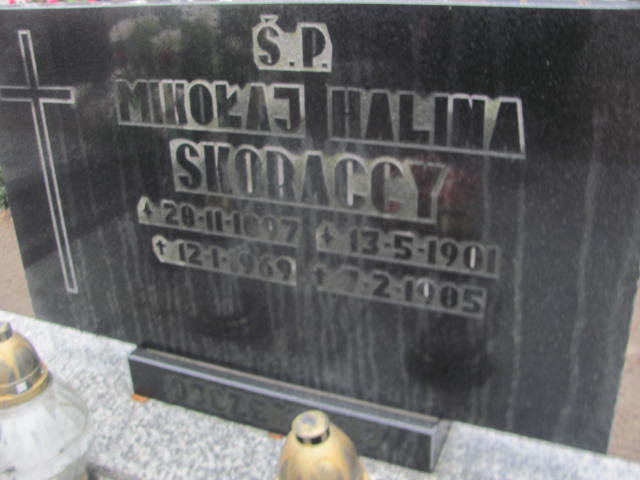 Ś.P.
MIKOŁAJ HALINA
SKORACCY
* 28-11-1897 * 13-5-1901
† 12-1-1969 † 7-2-1985